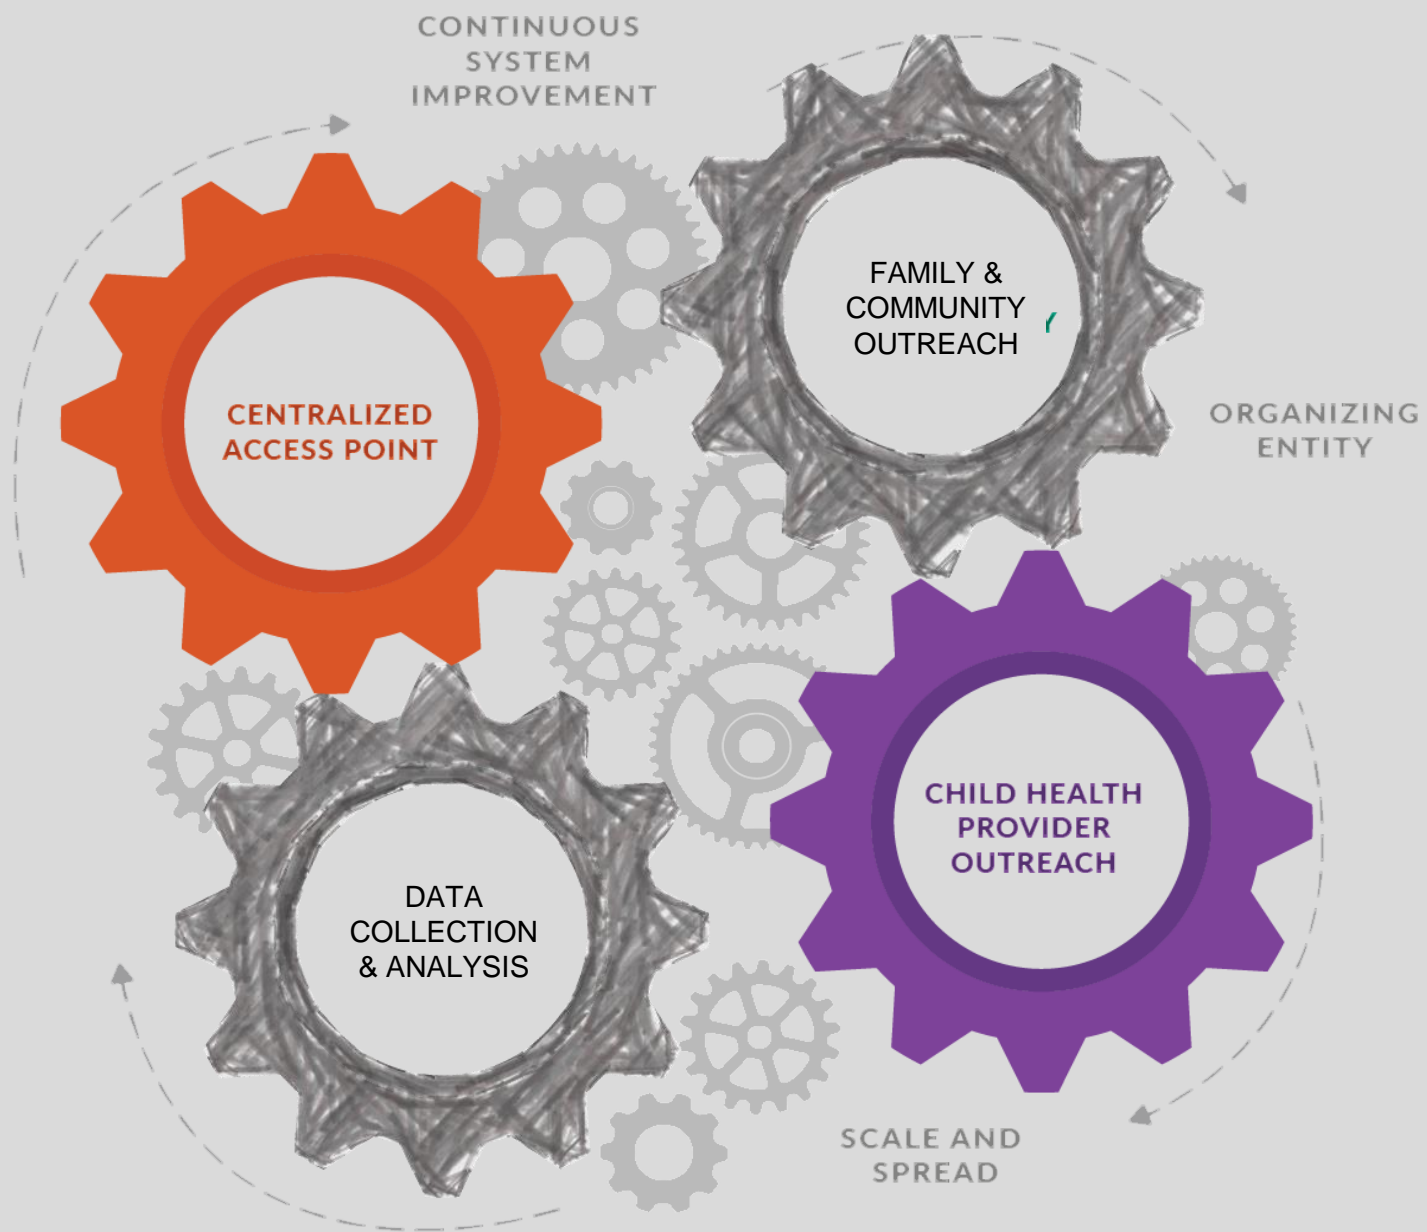 CONTINUOUS
SYSTEM
IMPROVEMENT
FAMILY &
COMMUNITY
OUTREACH
Y
CENTRALIZED
ACCESS POINT
ORGANIZING
ENTITY
CHILD HEALTH
PROVIDER
OUTREACH
DATA
COLLECTION
& ANALYSIS
SCALE AND
SPREAD